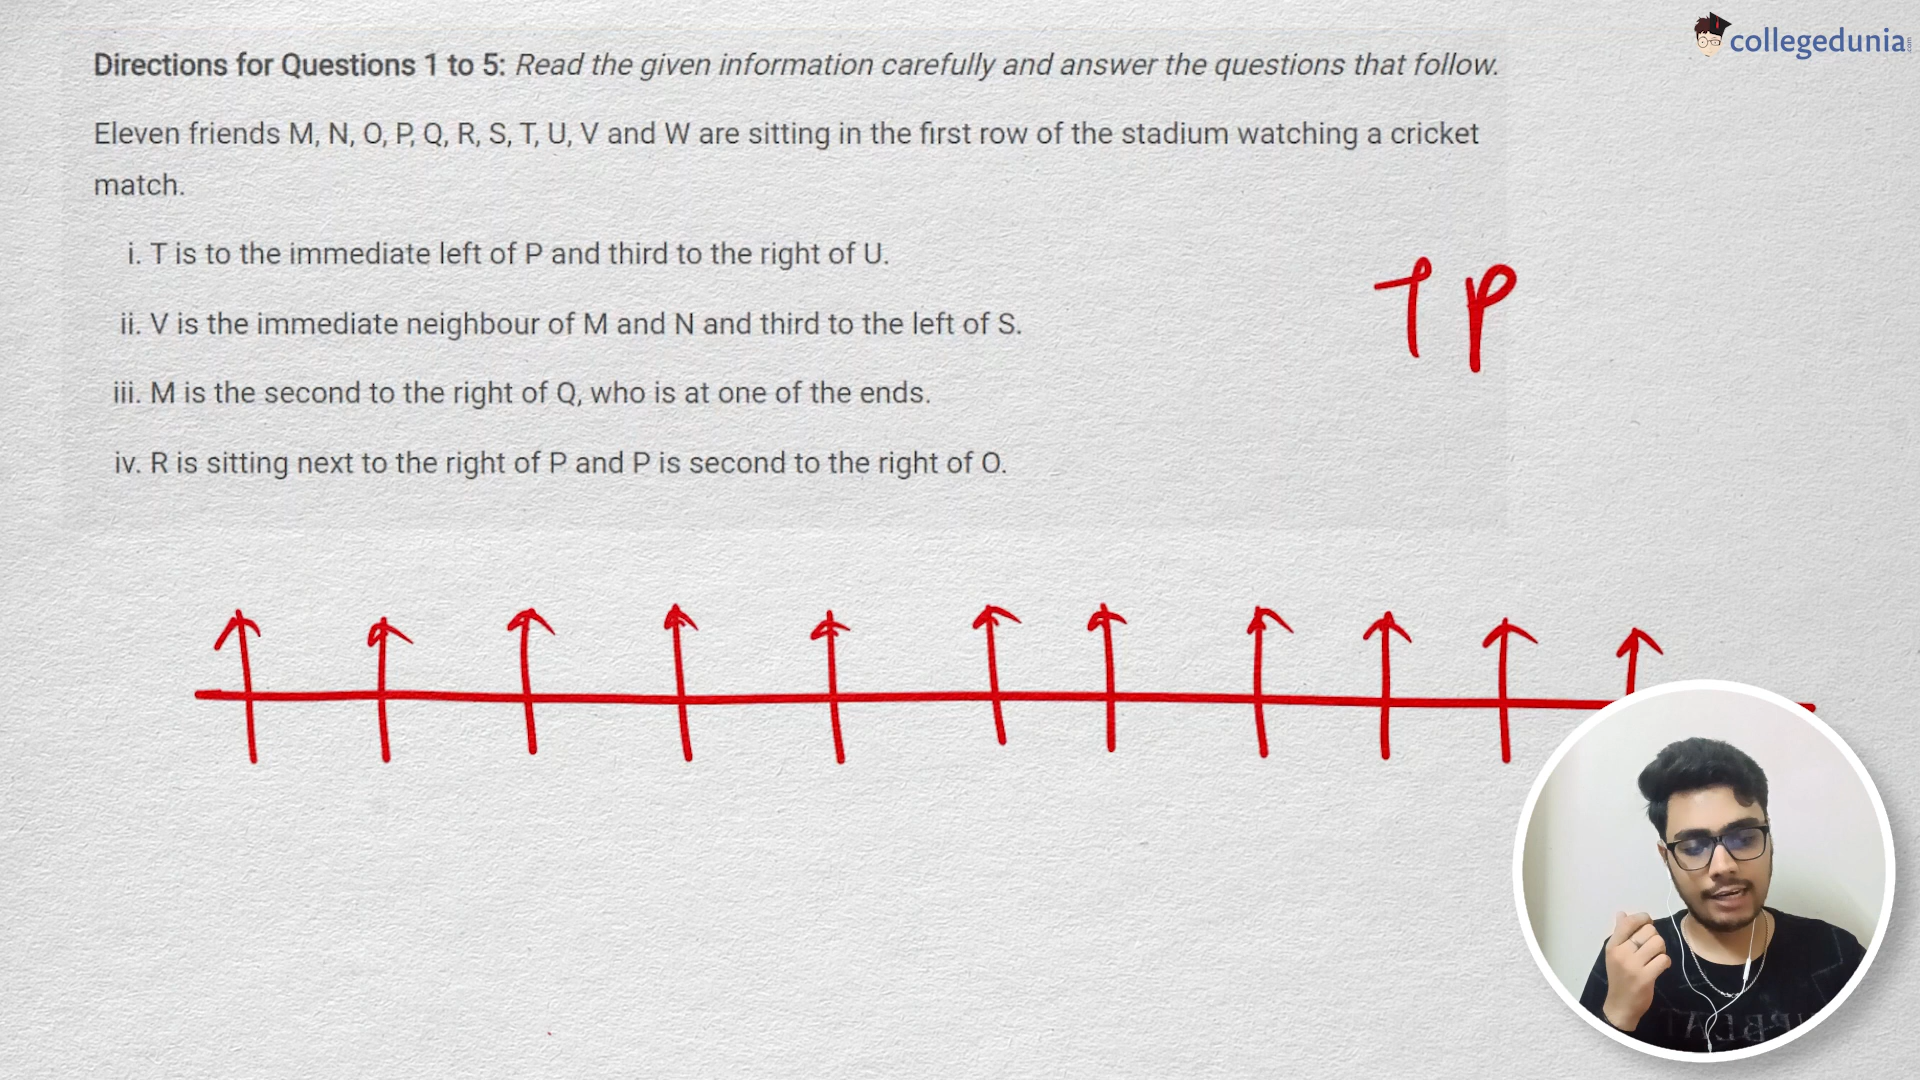 collegedunia
.com
Directions for Questions 1 to 5: Read the given information carefully and answer the questions that follow.
Eleven friends M, N, O, P, Q, R, S, T, U, V and W are sitting in the first row of the stadium watching a cricket
match.
i. T is to the immediate left of P and third to the right of U.
ii. V is the immediate neighbour of M and N and third to the left of S.
iii. M is the second to the right of Q, who is at one of the ends.
iv. R is sitting next to the right of P and P is second to the right of O.
T P